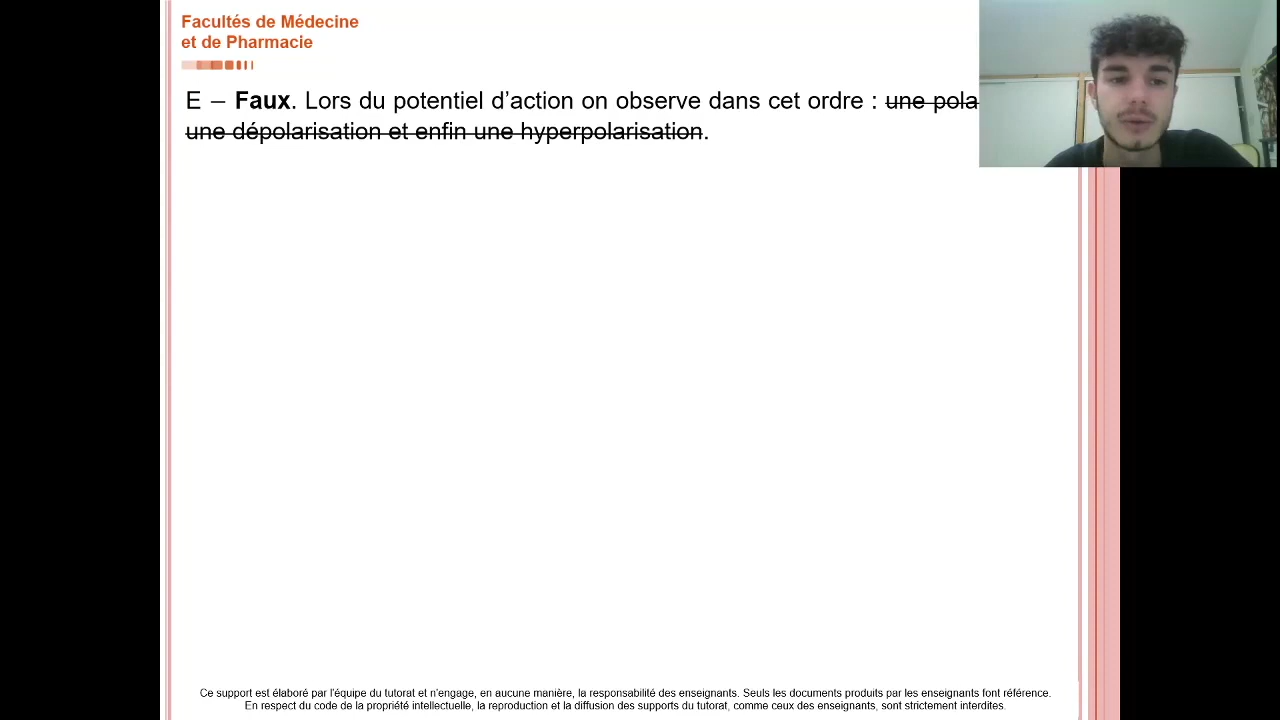 Facultés de Médecine
et de Pharmacie
E – Faux. Lors du potentiel d’action on observe dans cet ordre : une
une dépolarisation et enfin une hyperpolarisation.
Ce support est élaboré par l'équipe du tutorat et n’engage, en aucune manière, la responsabilité des enseignants. Seuls les documents produits par les enseignants font référence.
En respect du code de la propriété intellectuelle, la reproduction et la diffusion des supports du tutorat, comme ceux des enseignants, sont strictement interdites.